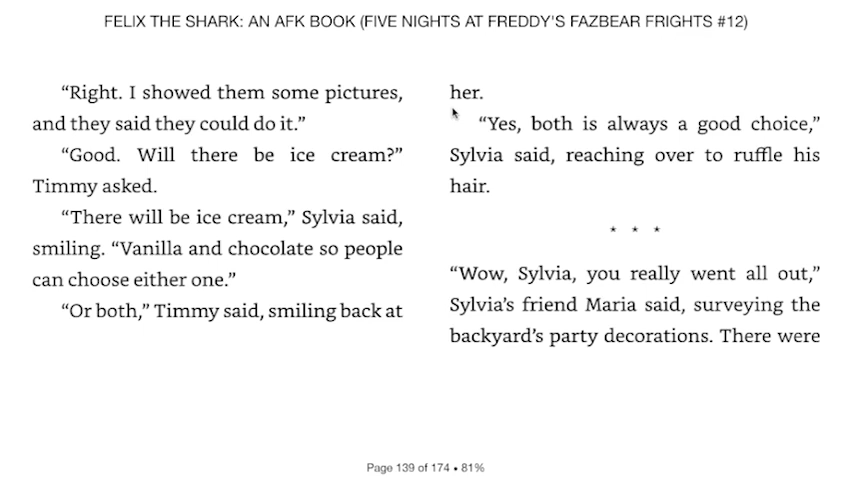 FELIX THE SHARK: AN AFK BOOK (FIVE NIGHTS AT FREDDY'S FAZBEAR FRIGHTS #12)
“Right. I showed them some pictures,
and they said they could do it.”
“Good. Will there be ice cream?”
Timmy asked.
“There will be ice cream,” Sylvia said,
smiling. “Vanilla and chocolate so people
can choose either one.”
“Or both,” Timmy said, smiling back at
her.
“Yes, both is always a good choice,”
Sylvia said, reaching over to ruffle his
hair.
* * *
“Wow, Sylvia, you really went all out,”
Sylvia’s friend Maria said, surveying the
backyard’s party decorations. There were
Page 139 of 174 • 81%